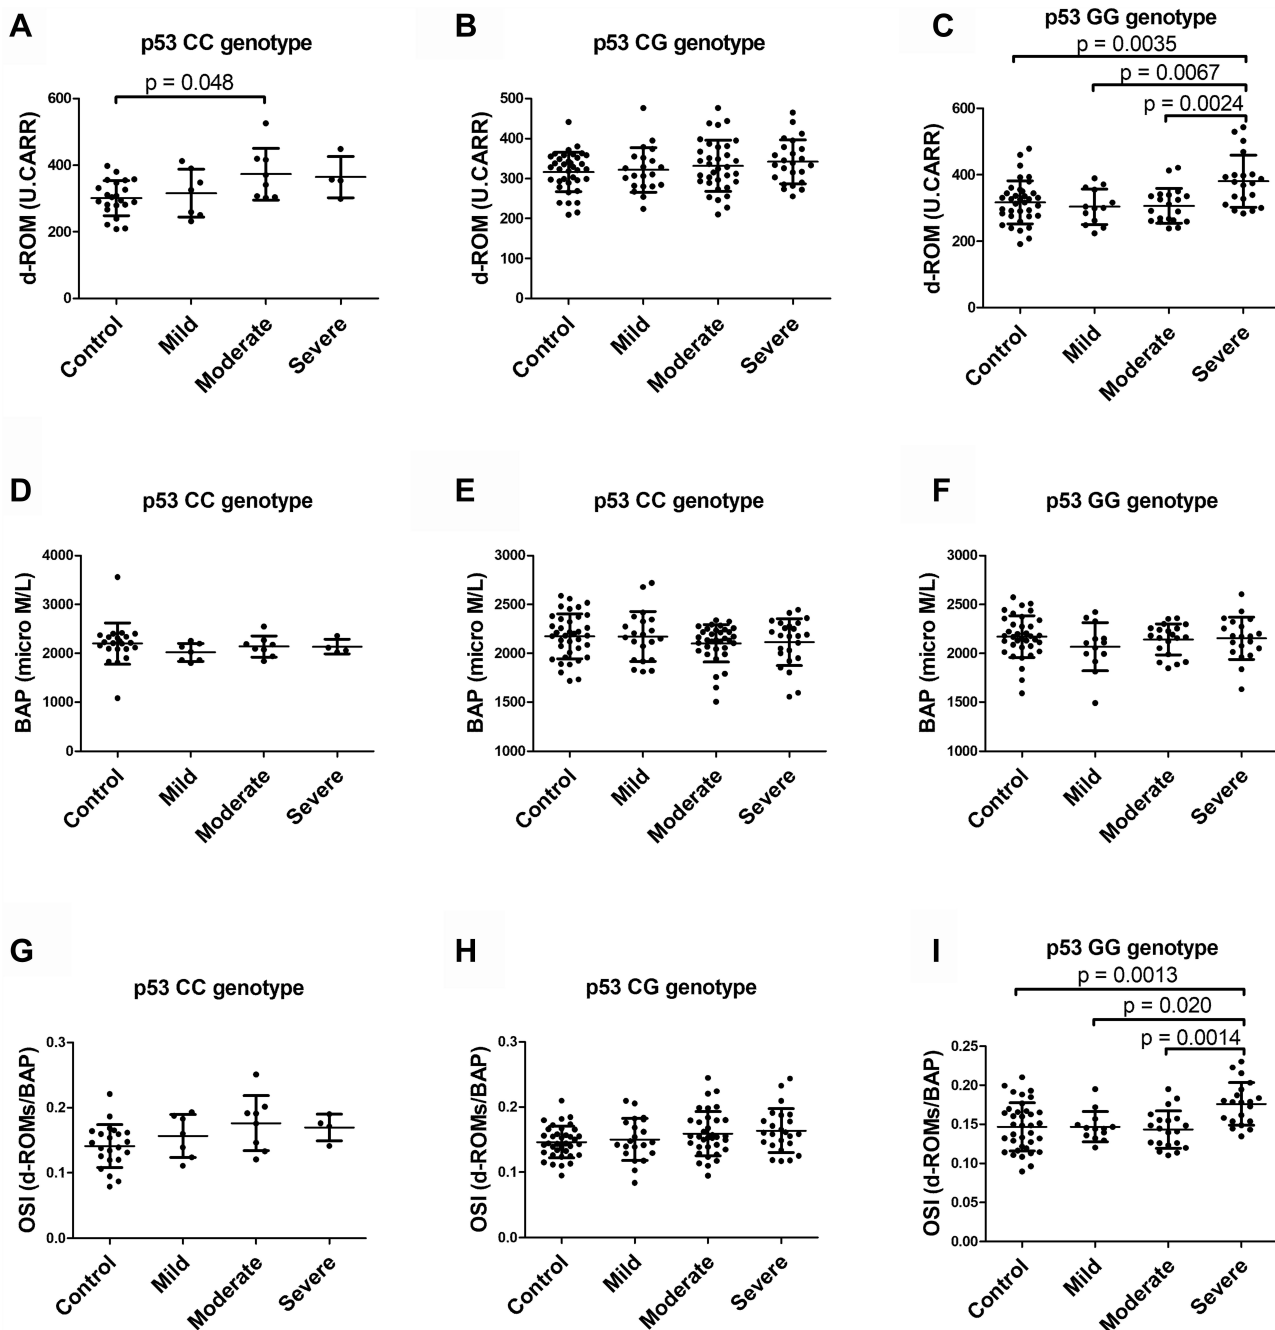 A
p53 CC genotype
p = 0.048
d-ROM (U.CARR)
600
400
200
0
Control
Mild
Moderate
Severe
B
p53 CG genotype
d-ROM (U.CARR)
500
400
300
200
100
0
Control
Mild
Moderate
Severe
C
p53 GG genotype
p = 0.0035
p = 0.0067
p = 0.0024
d-ROM (U.CARR)
600
400
200
0
Control
Mild
Moderate
Severe
D
p53 CC genotype
BAP (micro M/L)
4000
3000
2000
1000
0
Control
Mild
Moderate
Severe
E
p53 CC genotype
BAP (micro M/L)
3000
2500
2000
1500
1000
Control
Mild
Moderate
Severe
F
p53 GG genotype
BAP (micro M/L)
3000
2500
2000
1500
1000
Control
Mild
Moderate
Severe
G
p53 CC genotype
OSI (d-ROMs/BAP)
0.3
0.2
0.1
0.0
Control
Mild
Moderate
Severe
H
p53 CG genotype
OSI (d-ROMs/BAP)
0.3
0.2
0.1
0.0
Control
Mild
Moderate
Severe
I
p53 GG genotype
p = 0.0013
p = 0.020
p = 0.0014
OSI (d-ROMs/BAP)
0.25
0.20
0.15
0.10
0.05
0.00
Control
Mild
Moderate
Severe